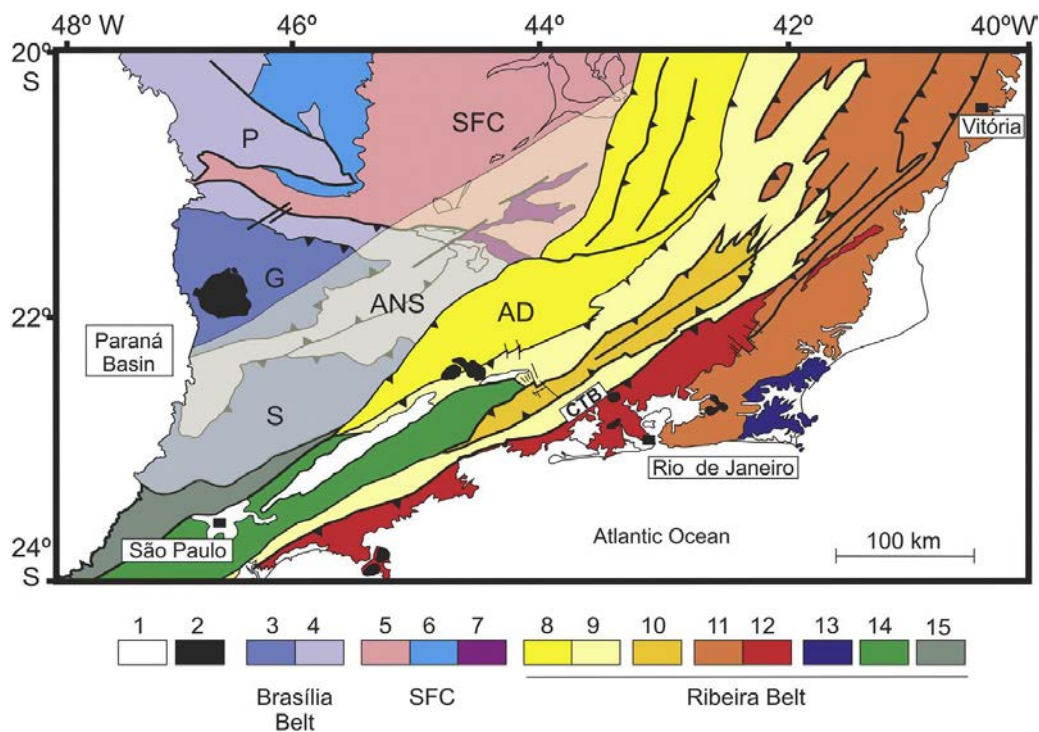 48º W 46º 44º 42º 40ºW
20º
S
22º
24º
S
P
SFC
Vitória
G
ANS
AD
Paraná
Basin
S
CTB
Rio de Janeiro
São Paulo
Atlantic Ocean
100 km
1 2 3 4 5 6 7 8 9 10 11 12 13 14 15
Brasília
Belt
SFC
Ribeira Belt